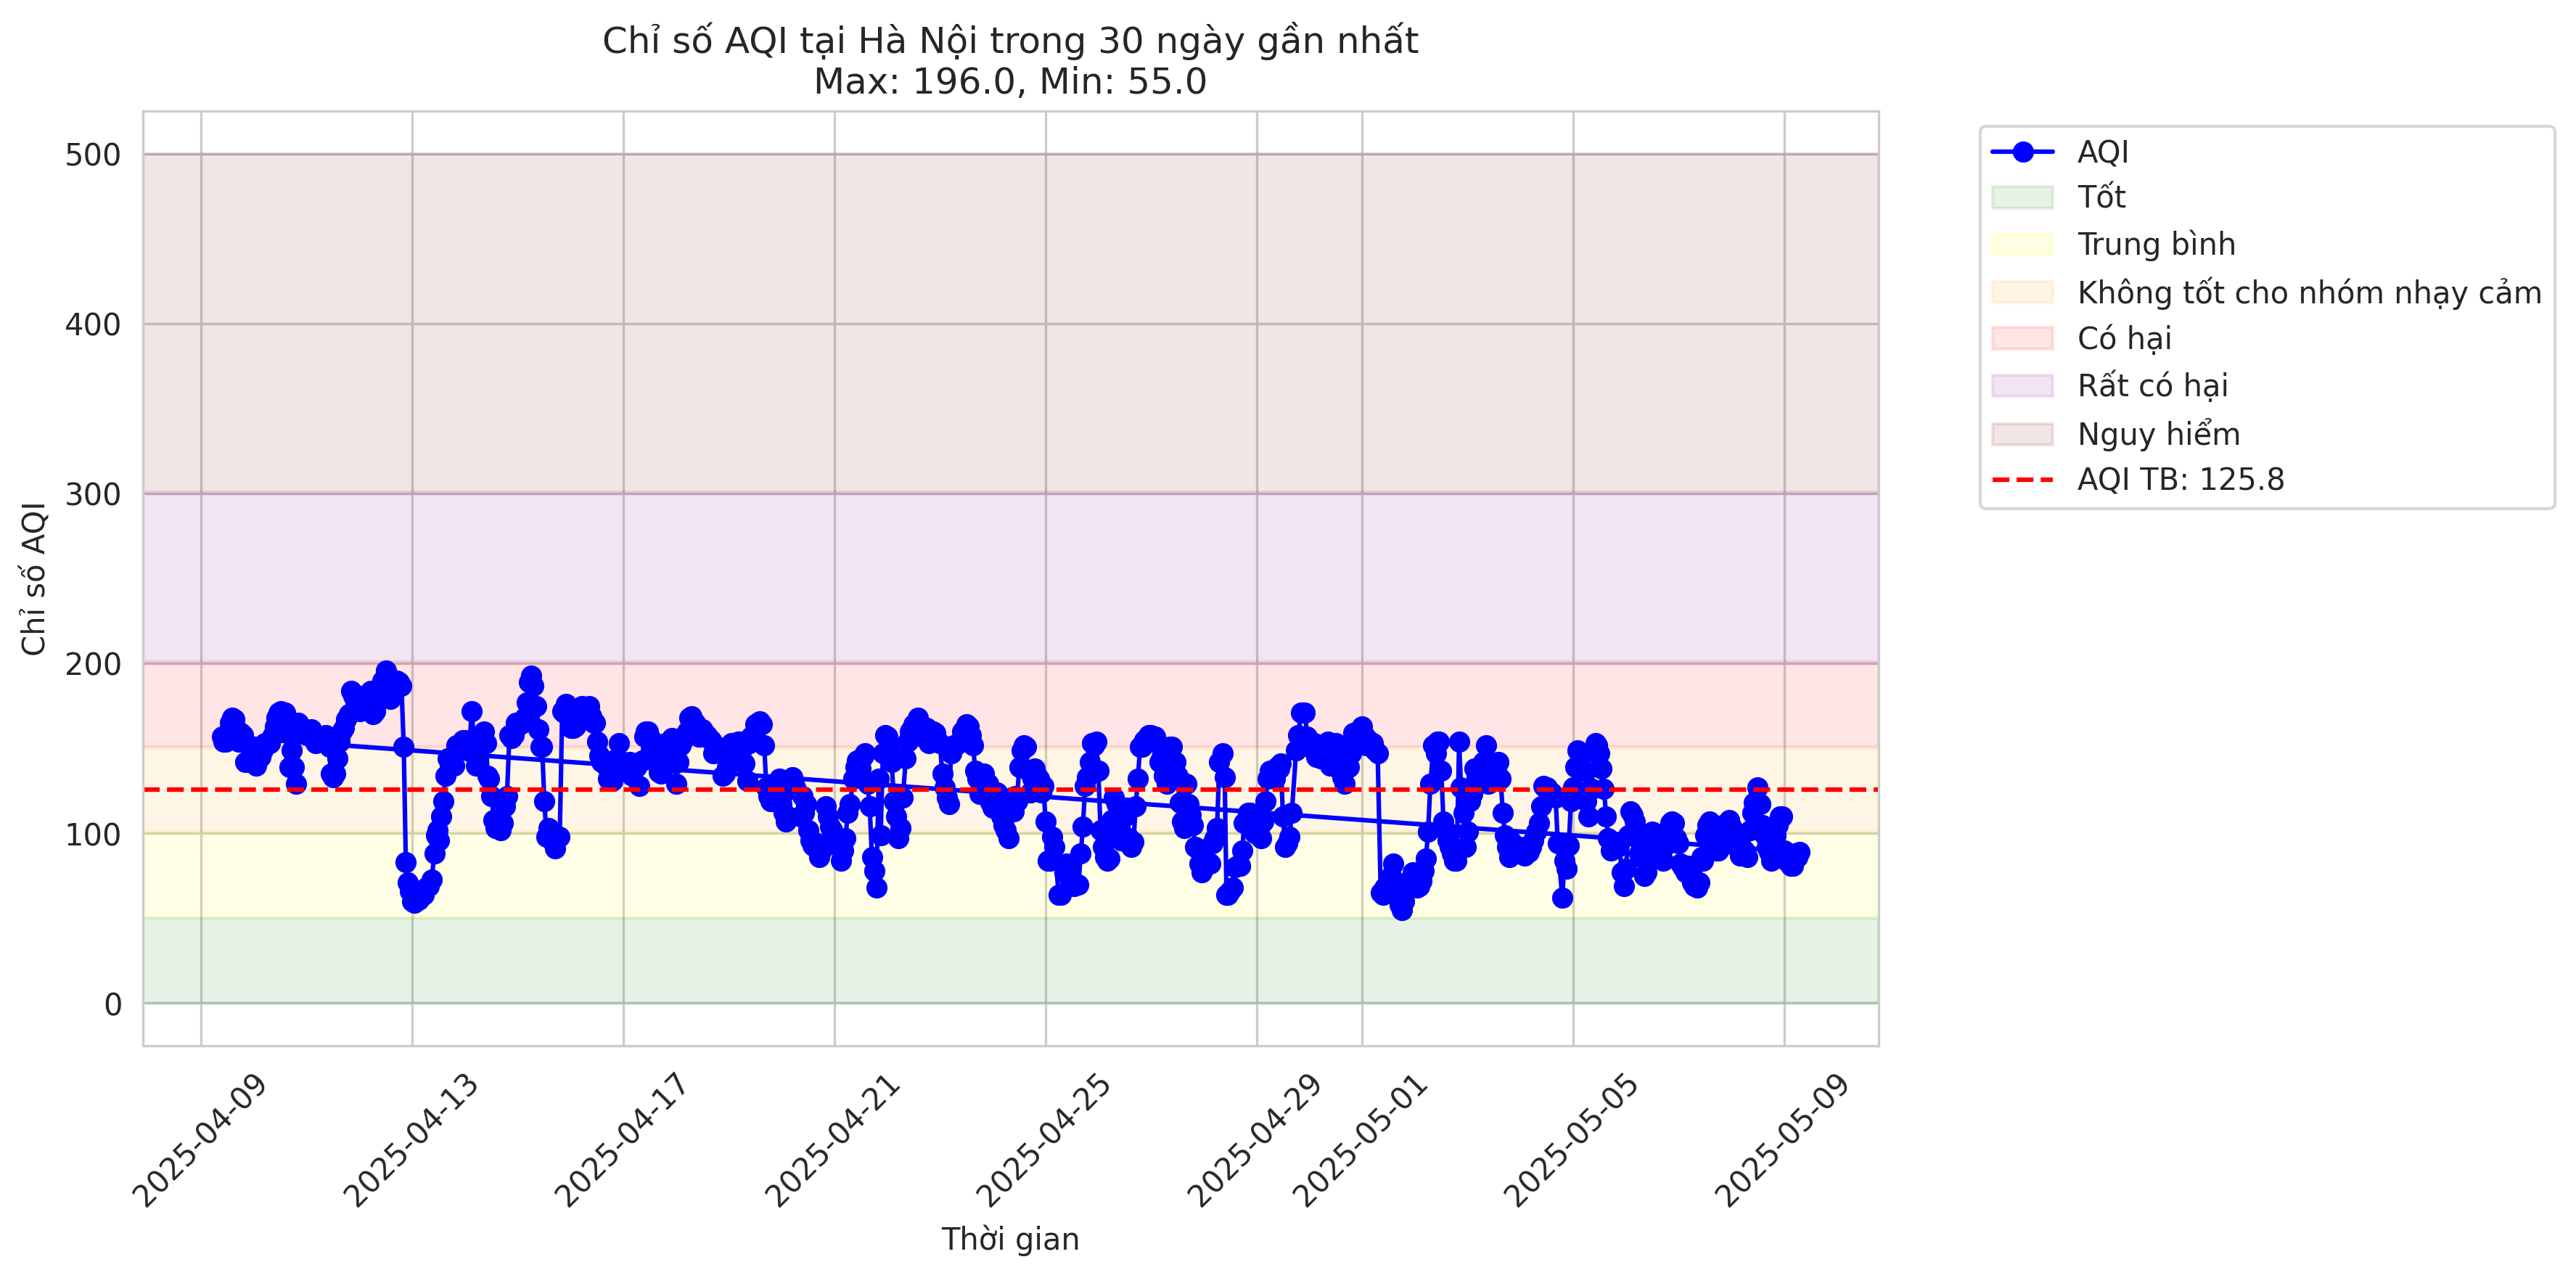 Chỉ số AQI tại Hà Nội trong 30 ngày gần nhất
Max: 196.0, Min: 55.0
Chỉ số AQI
500
400
300
200
100
0
2025-04-09
2025-04-13
2025-04-17
2025-04-21
2025-04-25
2025-04-29
2025-05-01
2025-05-05
2025-05-09
Thời gian
AQI
Tốt
Trung bình
Không tốt cho nhóm nhạy cảm
Có hại
Rất có hại
Nguy hiểm
AQI TB: 125.8